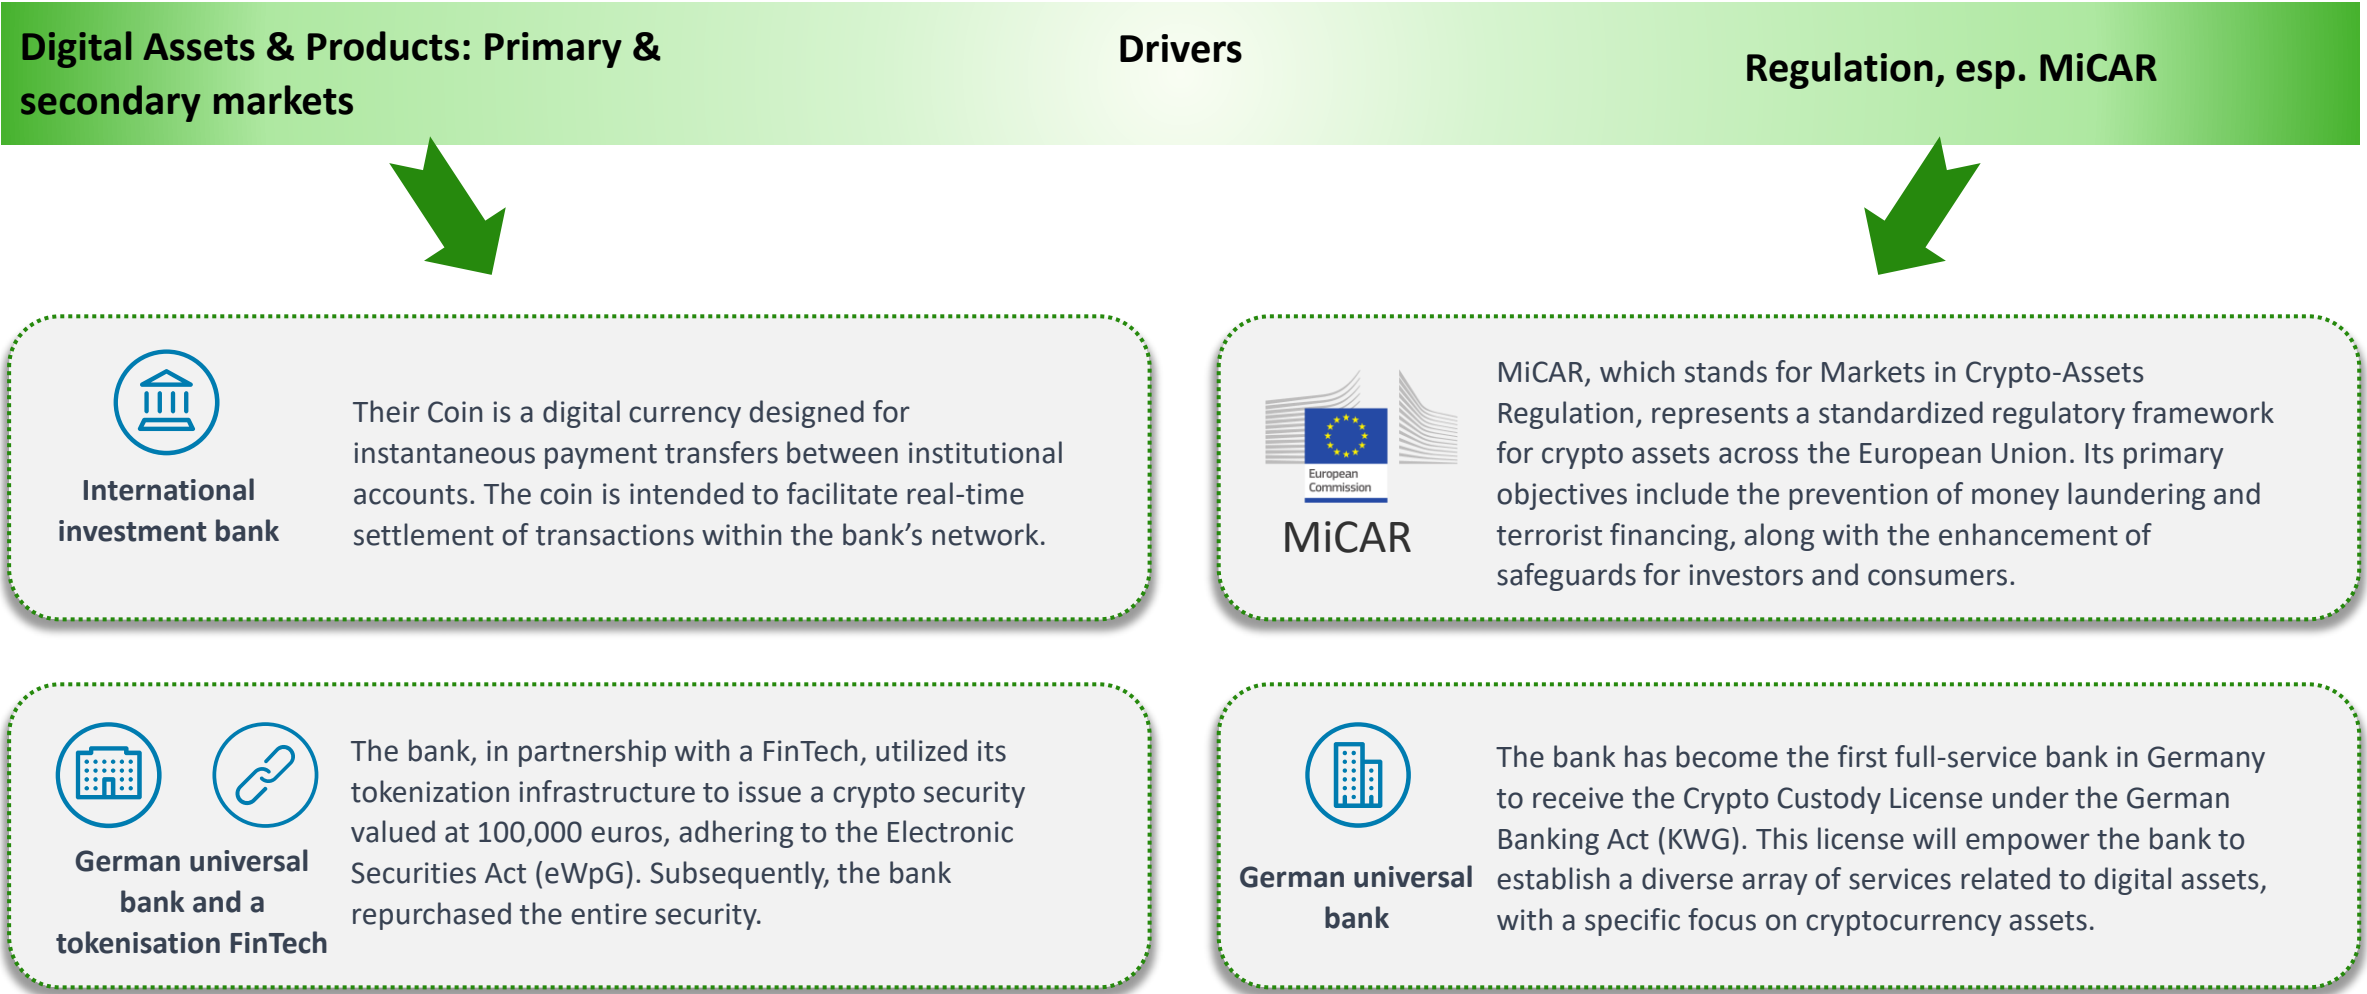 Digital Assets & Products: Primary &
secondary markets
Drivers
Regulation, esp. MiCAR
International
investment bank
Their Coin is a digital currency designed for
instantaneous payment transfers between institutional
accounts. The coin is intended to facilitate real-time
settlement of transactions within the bank’s network.
European
Commission
MiCAR
MiCAR, which stands for Markets in Crypto-Assets
Regulation, represents a standardized regulatory framework
for crypto assets across the European Union. Its primary
objectives include the prevention of money laundering and
terrorist financing, along with the enhancement of
safeguards for investors and consumers.
German universal
bank and a
tokenisation FinTech
The bank, in partnership with a FinTech, utilized its
tokenization infrastructure to issue a crypto security
valued at 100,000 euros, adhering to the Electronic
Securities Act (eWpG). Subsequently, the bank
repurchased the entire security.
German universal
bank
The bank has become the first full-service bank in Germany
to receive the Crypto Custody License under the German
Banking Act (KWG). This license will empower the bank to
establish a diverse array of services related to digital assets,
with a specific focus on cryptocurrency assets.